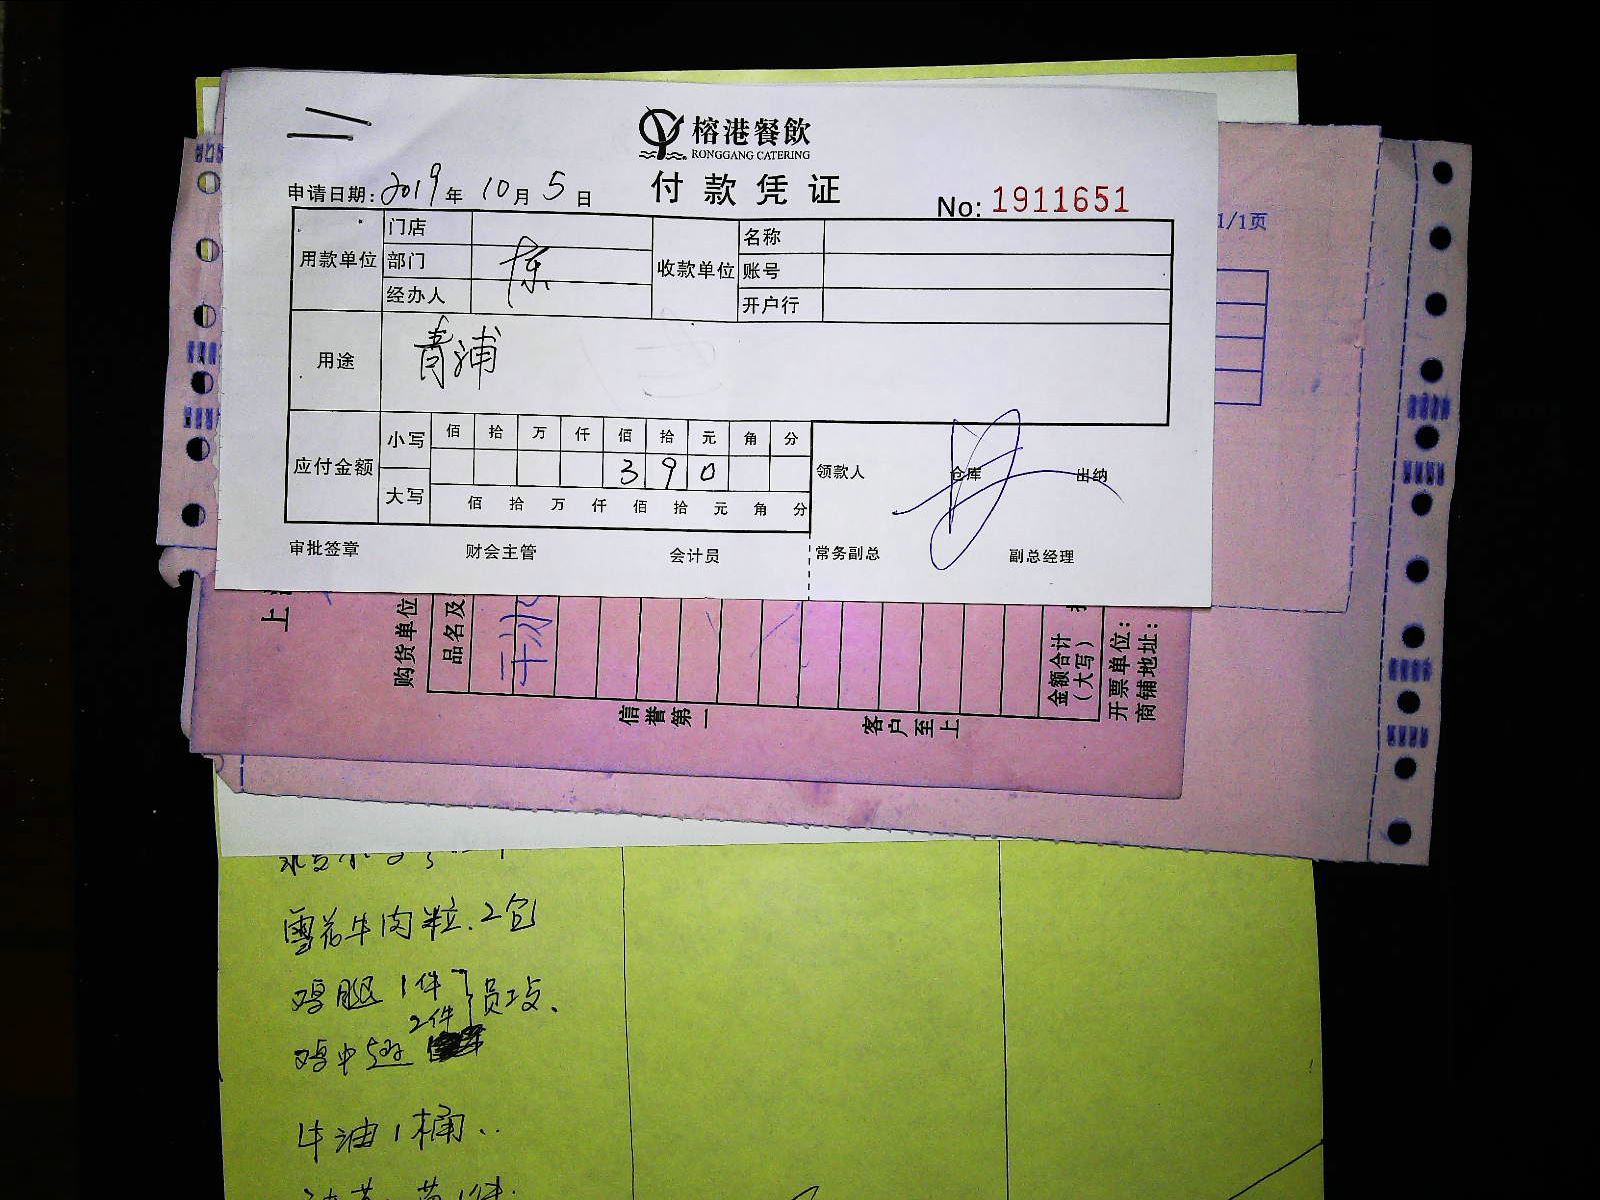 榕港餐飲
RONGGANG CATERING
付款凭证
申请日期: 2019 年 10 月 5 日
No: 1911651
用款单位 门店 收款单位 名称
部门 账号
经办人 开户行
用途 青浦
应付金额 小写 佰 拾 万 仟 佰 拾 元 角 分
3 9 0
大写 佰 拾 万 仟 佰 拾 元 角 分
领款人 仓库 出纳
审批签章 财会主管 会计员 常务副总 副总经理
1/1页
上
购货单位
品名及
干冰
金额合计
(大写)
开票单位:
商铺地址:
信誉第一
客户至上
雪花牛肉粒.2包
鸡腿 1件
员工
2件
鸡中翅
牛油1桶..